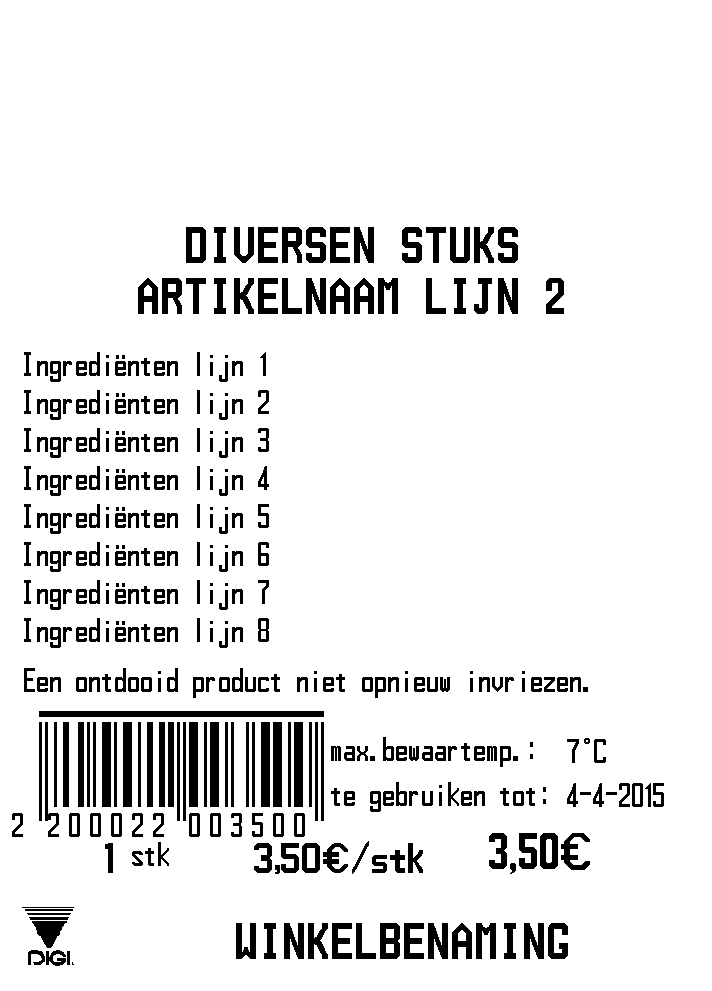 DIVERSEN STUKS
ARTIKELNAAM LIJN 2
Ingrediënten lijn 1
Ingrediënten lijn 2
Ingrediënten lijn 3
Ingrediënten lijn 4
Ingrediënten lijn 5
Ingrediënten lijn 6
Ingrediënten lijn 7
Ingrediënten lijn 8
Een ontdooid product niet opnieuw invriezen.
max.bewaartemp.: 7°C
te gebruiken tot: 4-4-2015
2 200022 003500
1 stk 3,50€/stk 3,50€
DIGI.
WINKELBENAMING